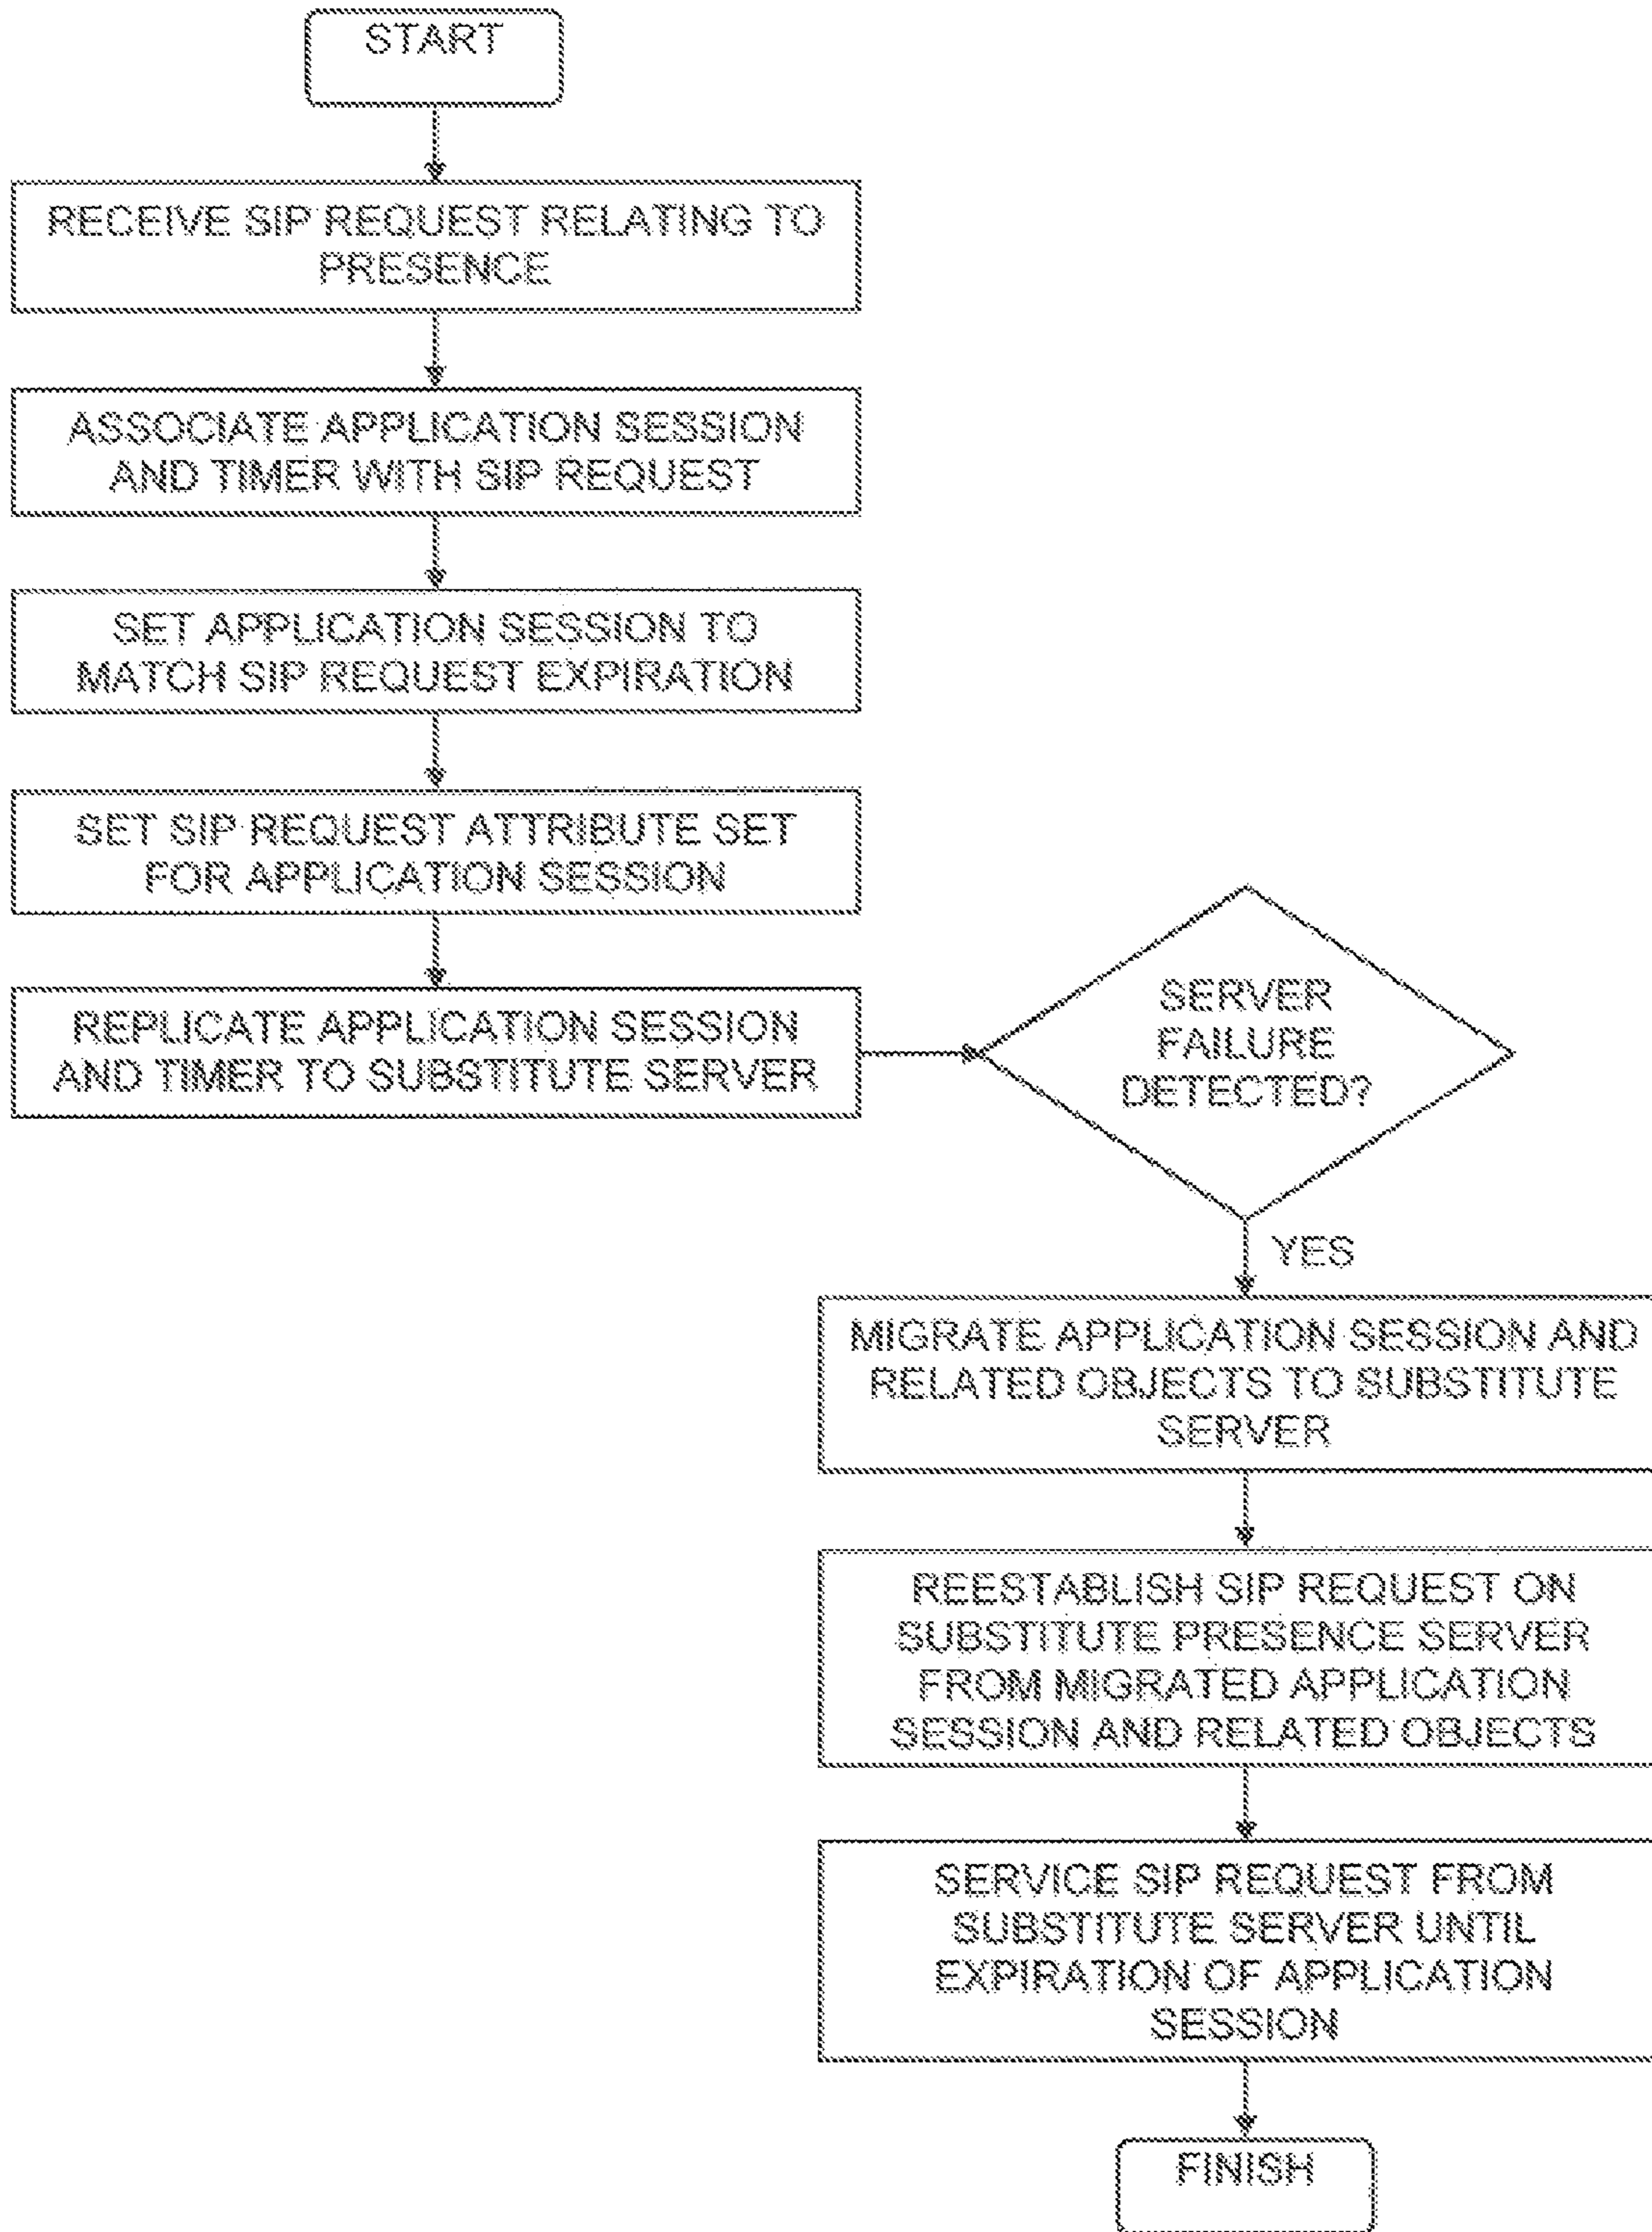 START
RECEIVE SIP REQUEST RELATING TO
PRESENCE
ASSOCIATE APPLICATION SESSION
AND TIMER WITH SIP REQUEST
SET APPLICATION SESSION TO
MATCH SIP REQUEST EXPIRATION
SET SIP REQUEST ATTRIBUTE SET
FOR APPLICATION SESSION
REPLICATE APPLICATION SESSION
AND TIMER TO SUBSTITUTE SERVER
SERVER
FAILURE
DETECTED?
YES
MIGRATE APPLICATION SESSION AND
RELATED OBJECTS TO SUBSTITUTE
SERVER
REESTABLISH SIP REQUEST ON
SUBSTITUTE PRESENCE SERVER
FROM MIGRATED APPLICATION
SESSION AND RELATED OBJECTS
SERVICE SIP REQUEST FROM
SUBSTITUTE SERVER UNTIL
EXPIRATION OF APPLICATION
SESSION
FINISH